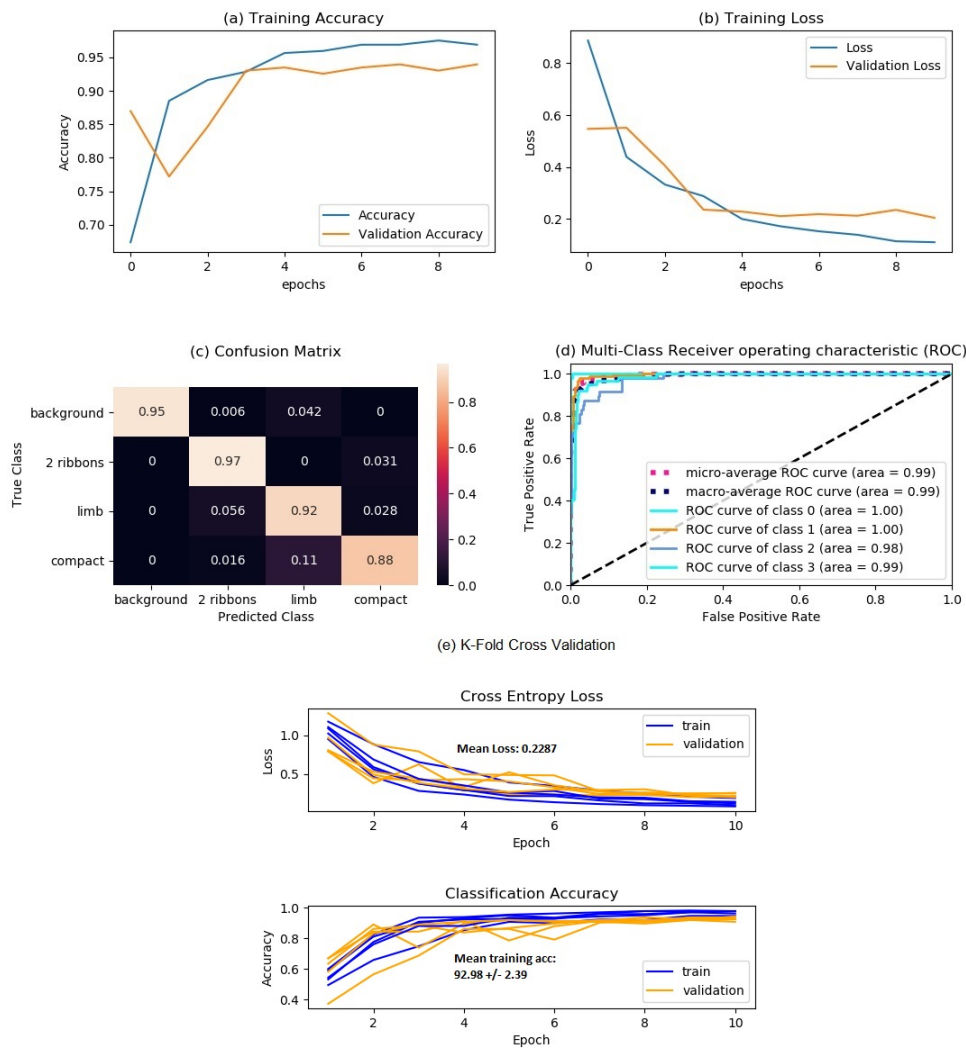 (a) Training Accuracy
Accuracy
0.95
0.90
0.85
0.80
0.75
0.70
Accuracy
Validation Accuracy
0 2 4 6 8
epochs
(b) Training Loss
Loss
0.8
0.6
0.4
0.2
Loss
Validation Loss
0 2 4 6 8
epochs
(c) Confusion Matrix
True Class
background 0.95 0.006 0.042 0
2 ribbons 0 0.97 0 0.031
limb 0 0.056 0.92 0.028
compact 0 0.016 0.11 0.88
background 2 ribbons limb compact
Predicted Class
0.8
0.6
0.4
0.2
0.0
(d) Multi-Class Receiver operating characteristic (ROC)
True Positive Rate
1.0
0.8
0.6
0.4
0.2
0.0
micro-average ROC curve (area = 0.99)
macro-average ROC curve (area = 0.99)
ROC curve of class 0 (area = 1.00)
ROC curve of class 1 (area = 1.00)
ROC curve of class 2 (area = 0.98)
ROC curve of class 3 (area = 0.99)
0.0 0.2 0.4 0.6 0.8 1.0
False Positive Rate
(e) K-Fold Cross Validation
Cross Entropy Loss
Loss
1.0
0.5
Mean Loss: 0.2287
train
validation
2 4 6 8 10
Epoch
Classification Accuracy
Accuracy
1.0
0.8
0.6
0.4
Mean training acc:
92.98 +/- 2.39
train
validation
2 4 6 8 10
Epoch